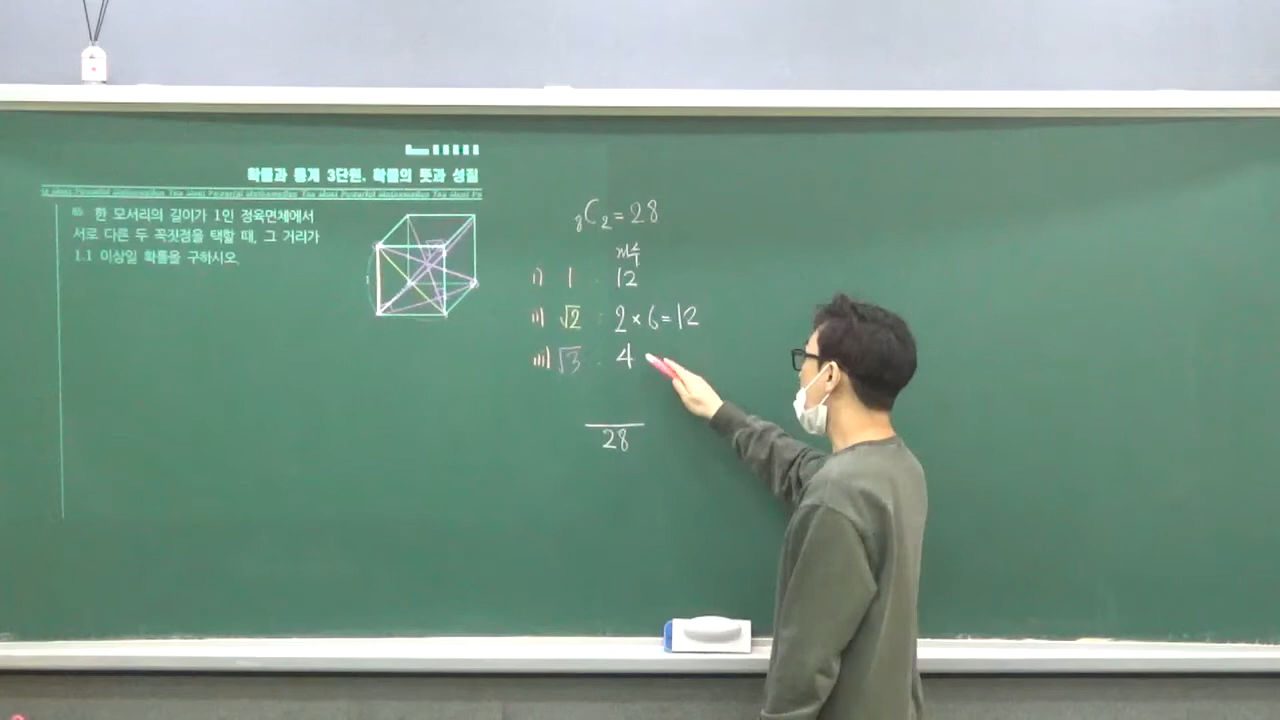 확률과 통계 3단원. 확률의 뜻과 성질
한 모서리의 길이가 1인 정육면체에서
서로 다른 두 꼭짓점을 택할 때, 그 거리가
1.1 이상일 확률을 구하시오.
₈C₂=28
개수
i) 1 : 12
ii) √2 : 2×6=12
iii) √3 : 4
28